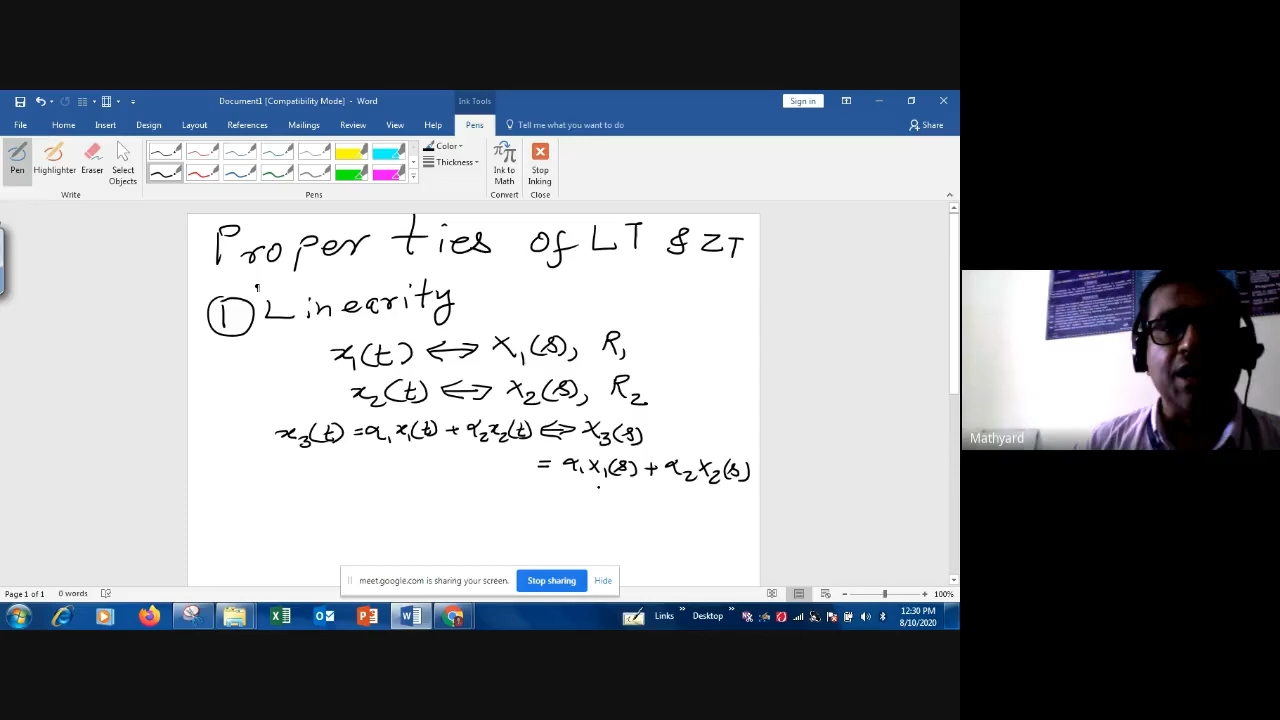 Document1 [Compatibility Mode] - Word
Ink Tools
Sign in
File Home Insert Design Layout References Mailings Review View Help Pens Tell me what you want to do Share
Pen Highlighter Eraser Select Objects
Color
Thickness
Ink to Math
Stop Inking
Write Pens Convert Close
Properties of LT & ZT
① Linearity
x₁(t) ⟷ X₁(s), R₁
x₂(t) ⟷ X₂(s), R₂
x₃(t) = a₁x₁(t) + a₂x₂(t) ⟺ X₃(s)
= a₁X₁(s) + a₂X₂(s)
Mathyard
meet.google.com is sharing your screen. Stop sharing Hide
Page 1 of 1 0 words 100%
Links » Desktop » 12:30 PM
8/10/2020